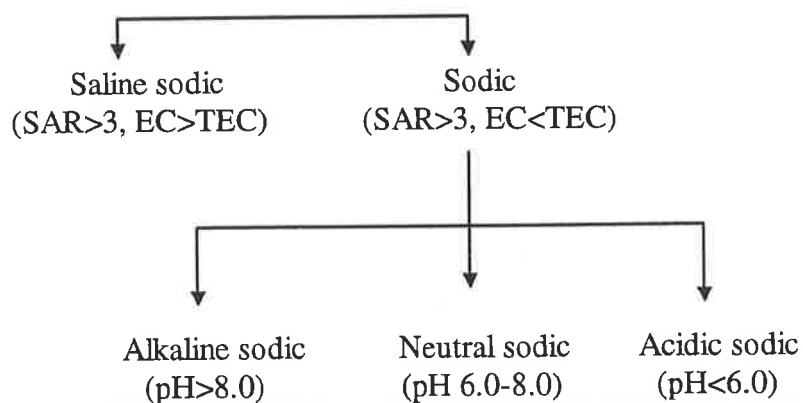 Saline sodic
(SAR>3, EC>TEC)
Sodic
(SAR>3, EC<TEC)
Alkaline sodic
(pH>8.0)
Neutral sodic
(pH 6.0-8.0)
Acidic sodic
(pH<6.0)